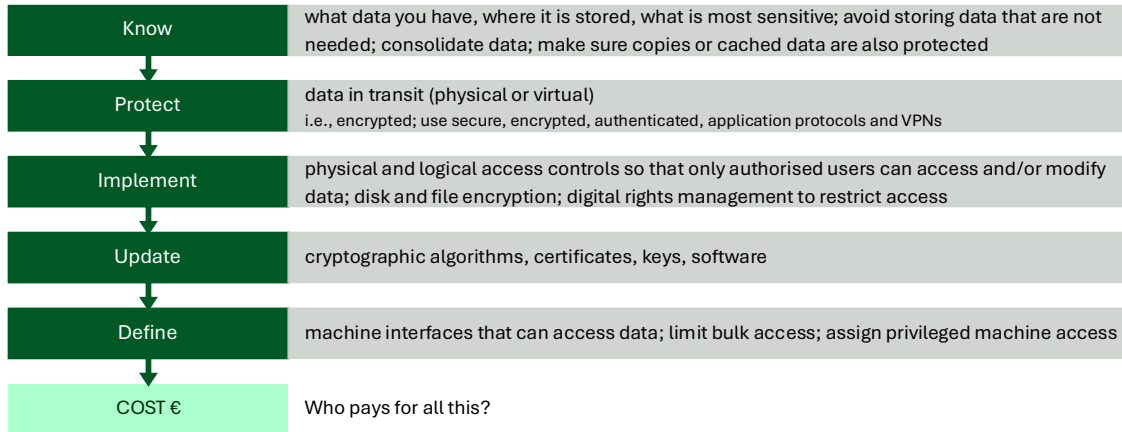 Know
what data you have, where it is stored, what is most sensitive; avoid storing data that are not
needed; consolidate data; make sure copies or cached data are also protected
Protect
data in transit (physical or virtual)
i.e., encrypted; use secure, encrypted, authenticated, application protocols and VPNs
Implement
physical and logical access controls so that only authorised users can access and/or modify
data; disk and file encryption; digital rights management to restrict access
Update
cryptographic algorithms, certificates, keys, software
Define
machine interfaces that can access data; limit bulk access; assign privileged machine access
COST €
Who pays for all this?